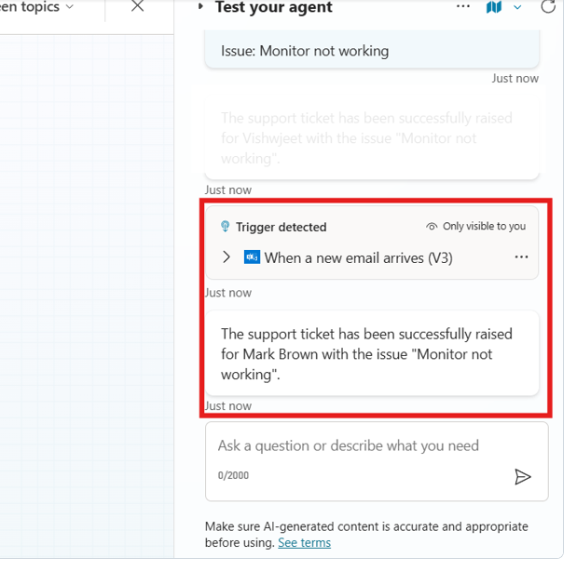 en topics
Test your agent
Issue: Monitor not working
Just now
The support ticket has been successfully raised
for Vishwjeet with the issue "Monitor not
working".
Just now
Trigger detected
Only visible to you
When a new email arrives (V3)
Just now
The support ticket has been successfully raised
for Mark Brown with the issue "Monitor not
working".
Just now
Ask a question or describe what you need
0/2000
Make sure AI-generated content is accurate and appropriate
before using. See terms